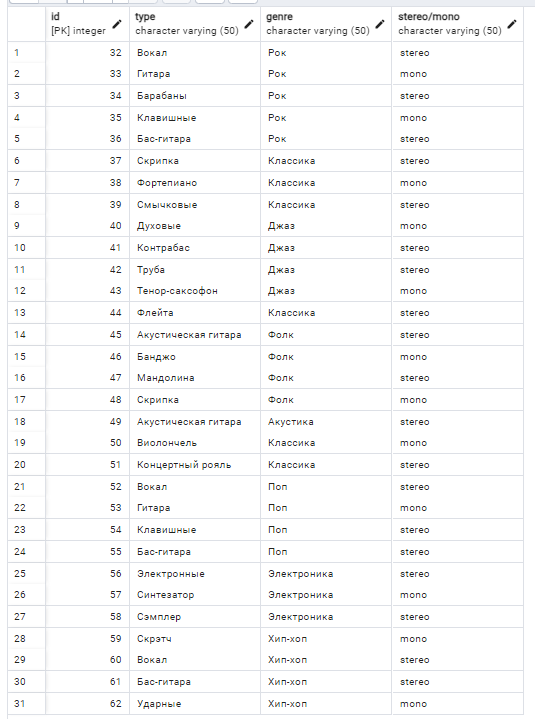 id type genre stereo/mono
[PK] integer character varying (50) character varying (50) character varying (50)
1 32 Вокал Рок stereo
2 33 Гитара Рок mono
3 34 Барабаны Рок stereo
4 35 Клавишные Рок mono
5 36 Бас-гитара Рок stereo
6 37 Скрипка Классика stereo
7 38 Фортепиано Классика mono
8 39 Смычковые Классика stereo
9 40 Духовые Джаз mono
10 41 Контрабас Джаз stereo
11 42 Труба Джаз stereo
12 43 Тенор-саксофон Джаз mono
13 44 Флейта Классика stereo
14 45 Акустическая гитара Фолк stereo
15 46 Банджо Фолк mono
16 47 Мандолина Фолк stereo
17 48 Скрипка Фолк mono
18 49 Акустическая гитара Акустика stereo
19 50 Виолончель Классика mono
20 51 Концертный рояль Классика stereo
21 52 Вокал Поп stereo
22 53 Гитара Поп mono
23 54 Клавишные Поп stereo
24 55 Бас-гитара Поп stereo
25 56 Электронные Электроника stereo
26 57 Синтезатор Электроника mono
27 58 Сэмплер Электроника stereo
28 59 Скрэтч Хип-хоп mono
29 60 Вокал Хип-хоп stereo
30 61 Бас-гитара Хип-хоп stereo
31 62 Ударные Хип-хоп mono